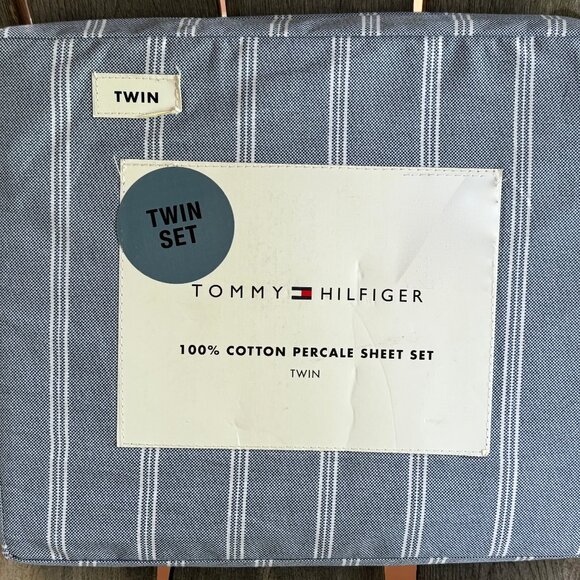 TWIN
TWIN
SET
TOMMY HILFIGER
100% COTTON PERCALE SHEET SET
TWIN